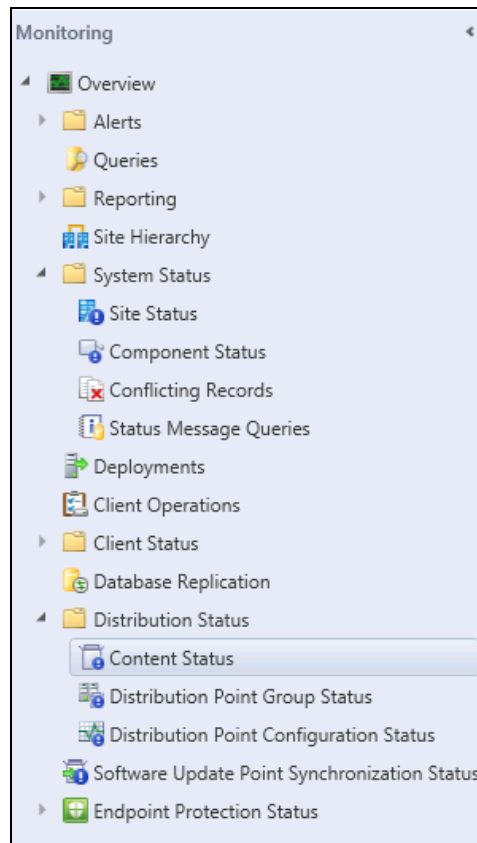 Monitoring
Overview
Alerts
Queries
Reporting
Site Hierarchy
System Status
Site Status
Component Status
Conflicting Records
Status Message Queries
Deployments
Client Operations
Client Status
Database Replication
Distribution Status
Content Status
Distribution Point Group Status
Distribution Point Configuration Status
Software Update Point Synchronization Status
Endpoint Protection Status